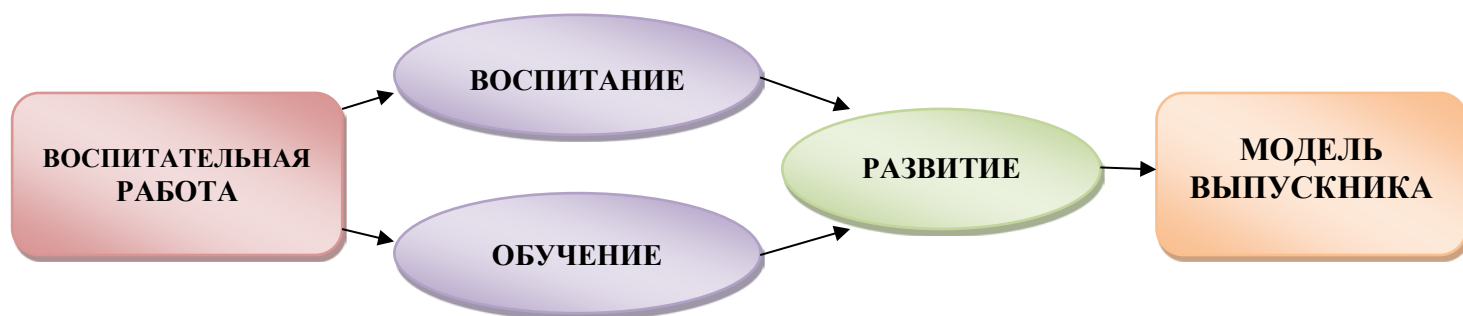 ВОСПИТАТЕЛЬНАЯ
РАБОТА
ВОСПИТАНИЕ
ОБУЧЕНИЕ
РАЗВИТИЕ
МОДЕЛЬ
ВЫПУСКНИКА